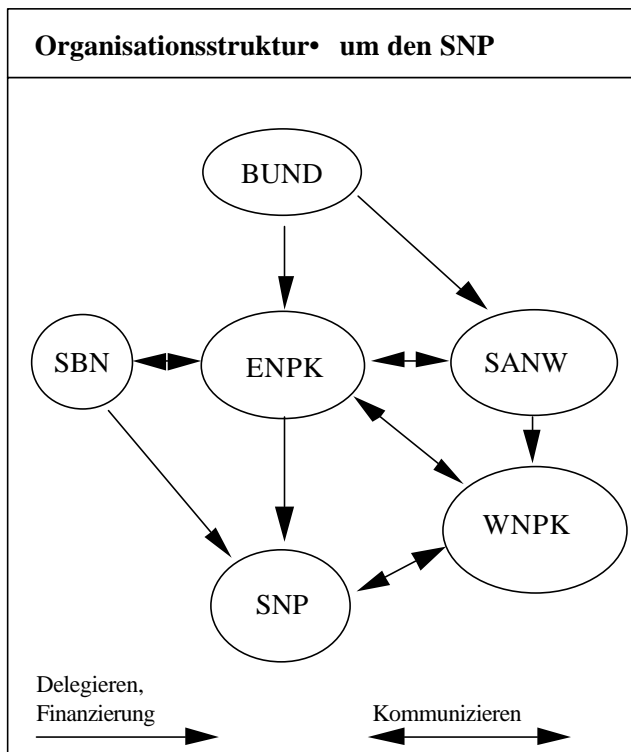 Organisationsstruktur• um den SNP
BUND
SBN
ENPK
SANW
WNPK
SNP
Delegieren,
Finanzierung
Kommunizieren